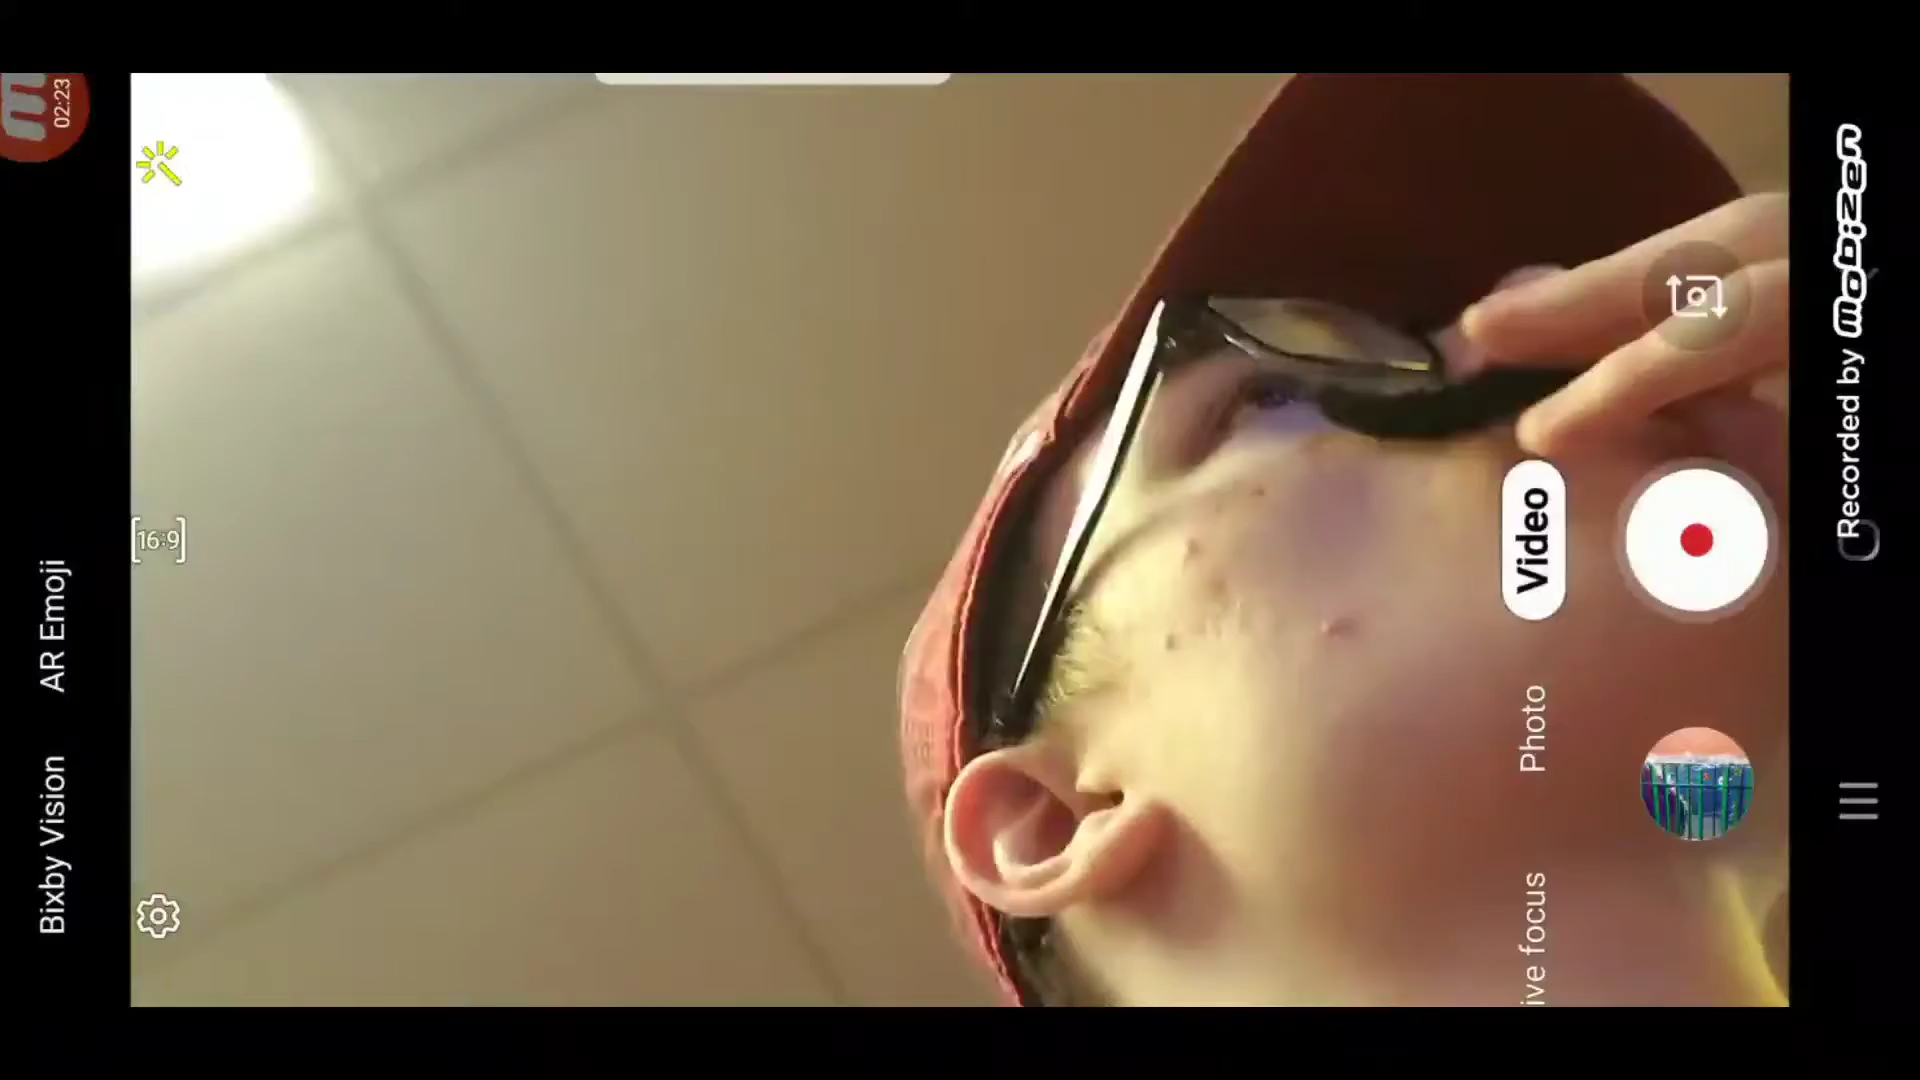 02:23
Bixby Vision
AR Emoji
16:9
ive focus
Photo
Video
Recorded by Mobizen